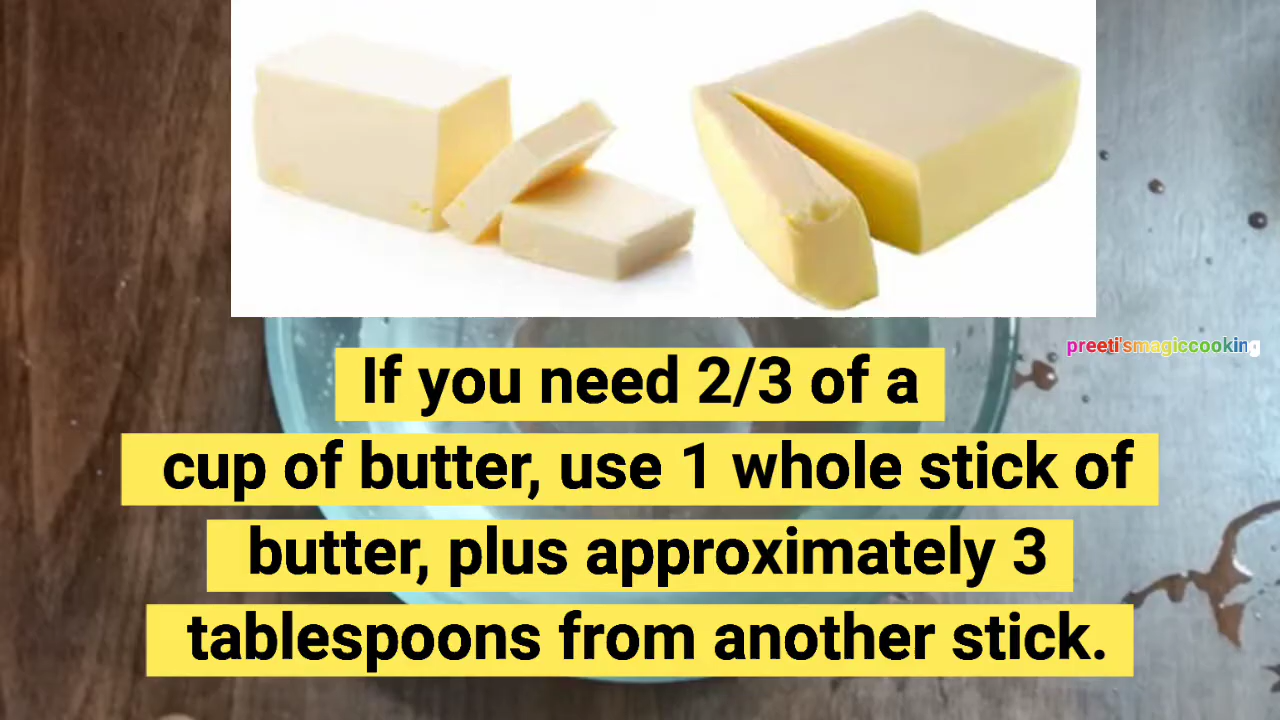 preeti'smagiccooking
If you need 2/3 of a
cup of butter, use 1 whole stick of
butter, plus approximately 3
tablespoons from another stick.